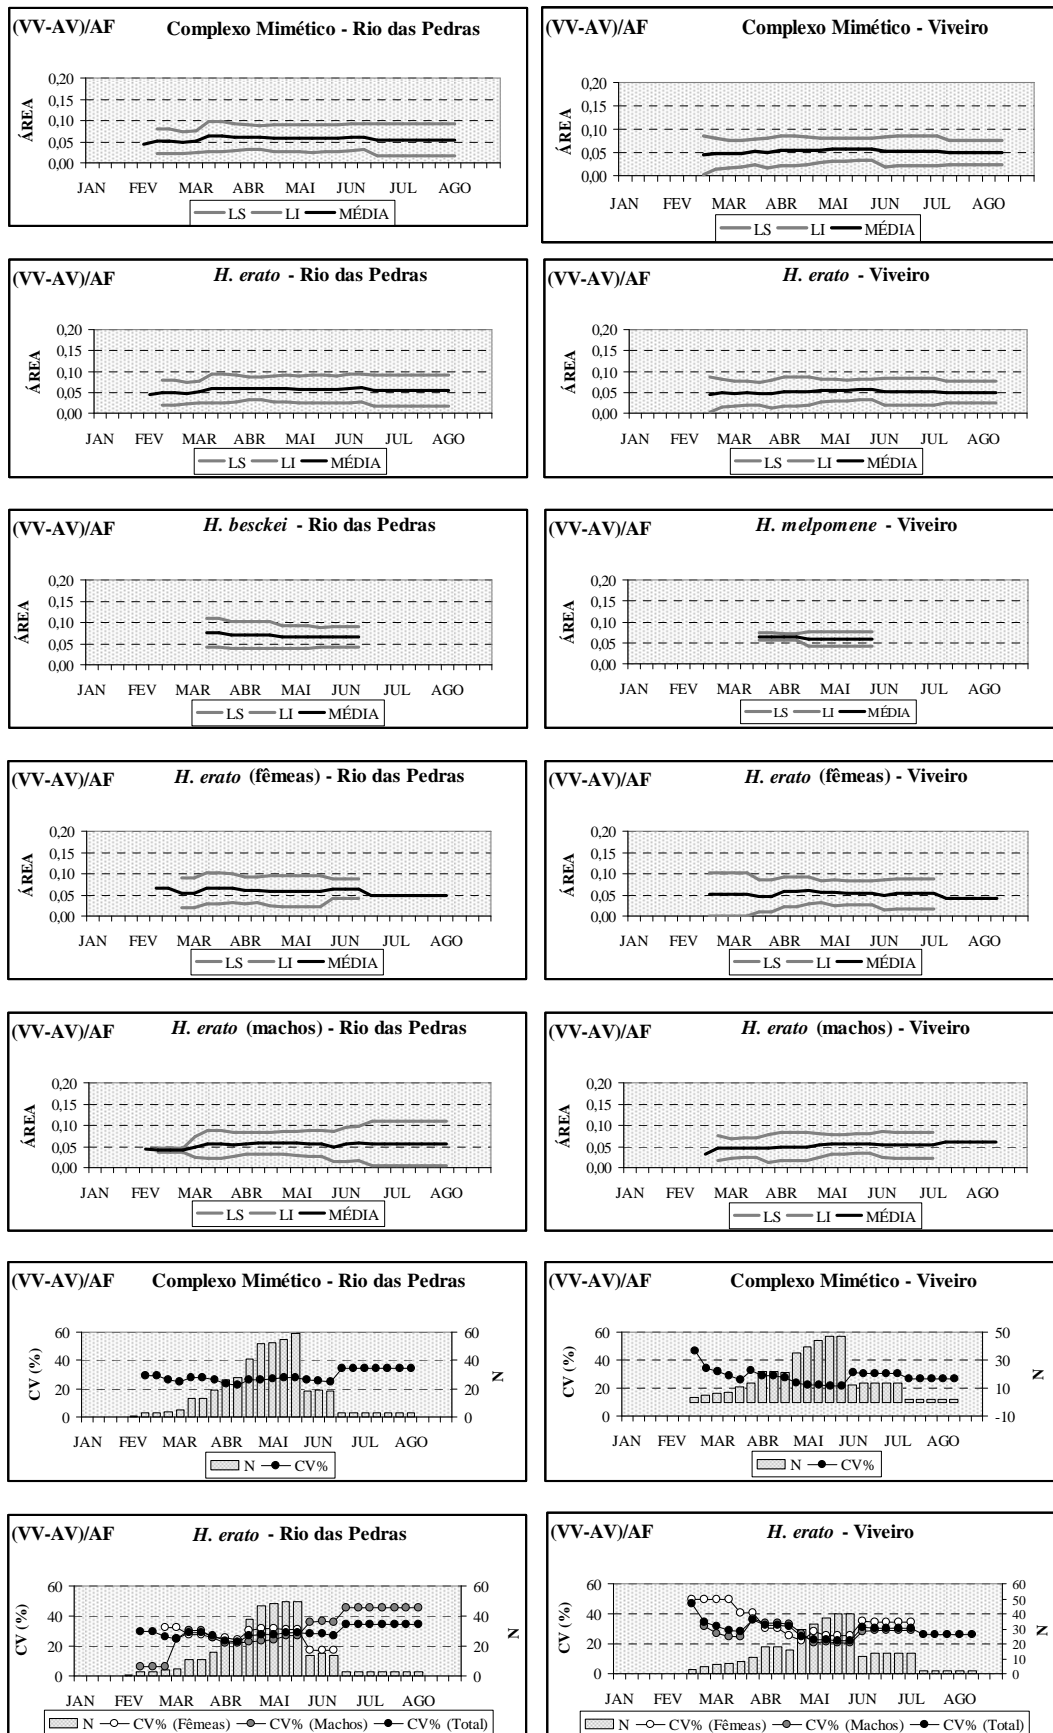 (VV-AV)/AF Complexo Mimético - Rio das Pedras
ÁREA
0,20
0,15
0,10
0,05
0,00
JAN FEV MAR ABR MAI JUN JUL AGO
LS LI MÉDIA
(VV-AV)/AF Complexo Mimético - Viveiro
ÁREA
0,20
0,15
0,10
0,05
0,00
JAN FEV MAR ABR MAI JUN JUL AGO
LS LI MÉDIA
(VV-AV)/AF H. erato - Rio das Pedras
ÁREA
0,20
0,15
0,10
0,05
0,00
JAN FEV MAR ABR MAI JUN JUL AGO
LS LI MÉDIA
(VV-AV)/AF H. erato - Viveiro
ÁREA
0,20
0,15
0,10
0,05
0,00
JAN FEV MAR ABR MAI JUN JUL AGO
LS LI MÉDIA
(VV-AV)/AF H. besckei - Rio das Pedras
ÁREA
0,20
0,15
0,10
0,05
0,00
JAN FEV MAR ABR MAI JUN JUL AGO
LS LI MÉDIA
(VV-AV)/AF H. melpomene - Viveiro
ÁREA
0,20
0,15
0,10
0,05
0,00
JAN FEV MAR ABR MAI JUN JUL AGO
LS LI MÉDIA
(VV-AV)/AF H. erato (fêmeas) - Rio das Pedras
ÁREA
0,20
0,15
0,10
0,05
0,00
JAN FEV MAR ABR MAI JUN JUL AGO
LS LI MÉDIA
(VV-AV)/AF H. erato (fêmeas) - Viveiro
ÁREA
0,20
0,15
0,10
0,05
0,00
JAN FEV MAR ABR MAI JUN JUL AGO
LS LI MÉDIA
(VV-AV)/AF H. erato (machos) - Rio das Pedras
ÁREA
0,20
0,15
0,10
0,05
0,00
JAN FEV MAR ABR MAI JUN JUL AGO
LS LI MÉDIA
(VV-AV)/AF H. erato (machos) - Viveiro
ÁREA
0,20
0,15
0,10
0,05
0,00
JAN FEV MAR ABR MAI JUN JUL AGO
LS LI MÉDIA
(VV-AV)/AF Complexo Mimético - Rio das Pedras
CV (%)
60 60
40 40
20 20
0 0
N
JAN FEV MAR ABR MAI JUN JUL AGO
N CV%
(VV-AV)/AF Complexo Mimético - Viveiro
CV (%)
60 50
40 30
20 10
0 -10
N
JAN FEV MAR ABR MAI JUN JUL AGO
N CV%
(VV-AV)/AF H. erato - Rio das Pedras
CV (%)
60 60
40 40
20 20
0 0
N
JAN FEV MAR ABR MAI JUN JUL AGO
N CV% (Fêmeas) CV% (Machos) CV% (Total)
(VV-AV)/AF H. erato - Viveiro
CV (%)
60
40
20
0
60
50
40
30
20
10
0
N
JAN FEV MAR ABR MAI JUN JUL AGO
N CV% (Fêmeas) CV% (Machos) CV% (Total)